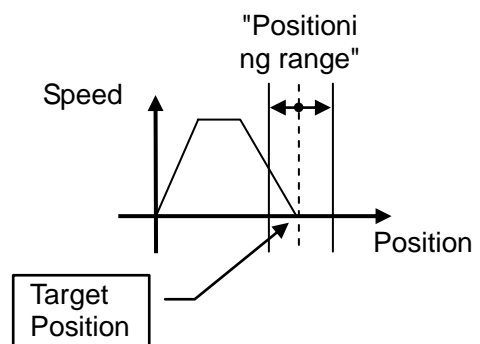 "Positioni
ng range"
Speed
Position
Target
Position